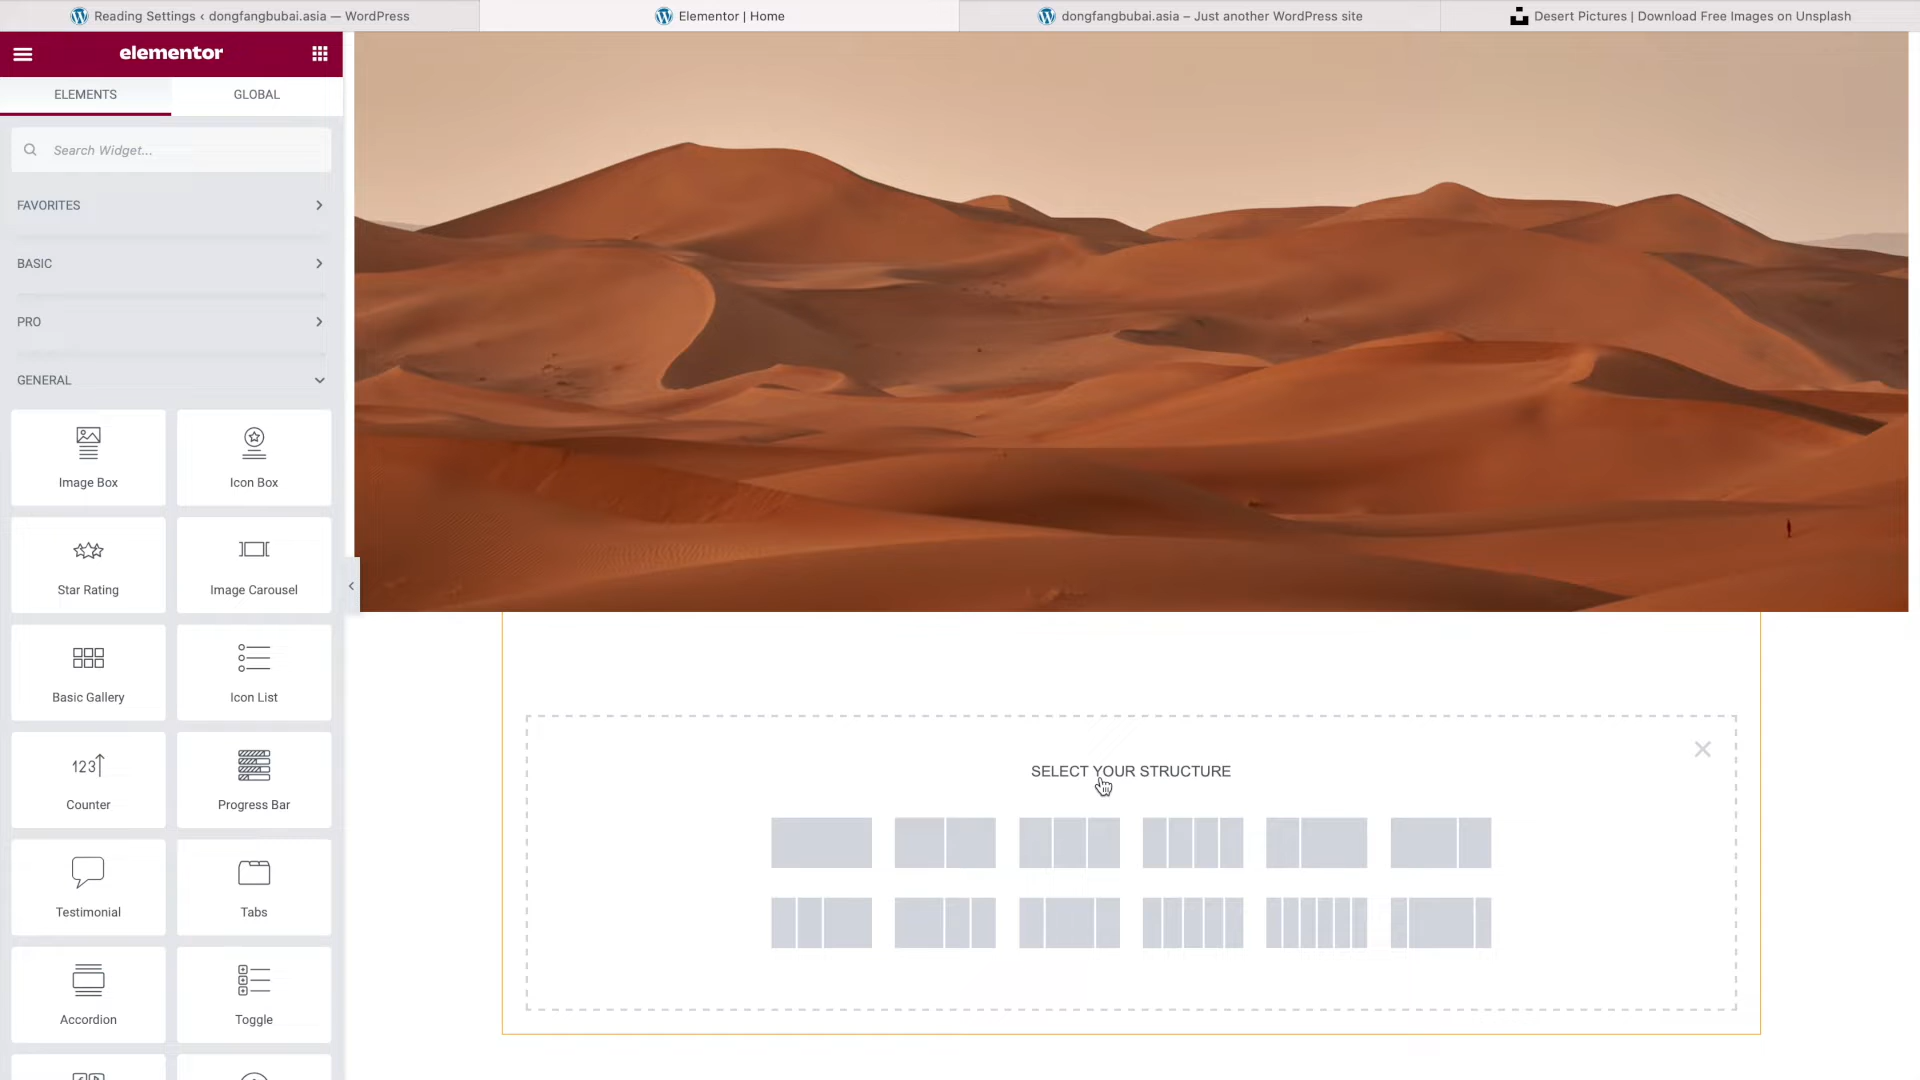 Reading Settings ‹ dongfangbubai.asia — WordPress
Elementor | Home
dongfangbubai.asia – Just another WordPress site
Desert Pictures | Download Free Images on Unsplash
elementor
ELEMENTS
GLOBAL
Search Widget...
FAVORITES
BASIC
PRO
GENERAL
Image Box
Icon Box
Star Rating
Image Carousel
Basic Gallery
Icon List
123
Counter
Progress Bar
Testimonial
Tabs
Accordion
Toggle
SELECT YOUR STRUCTURE